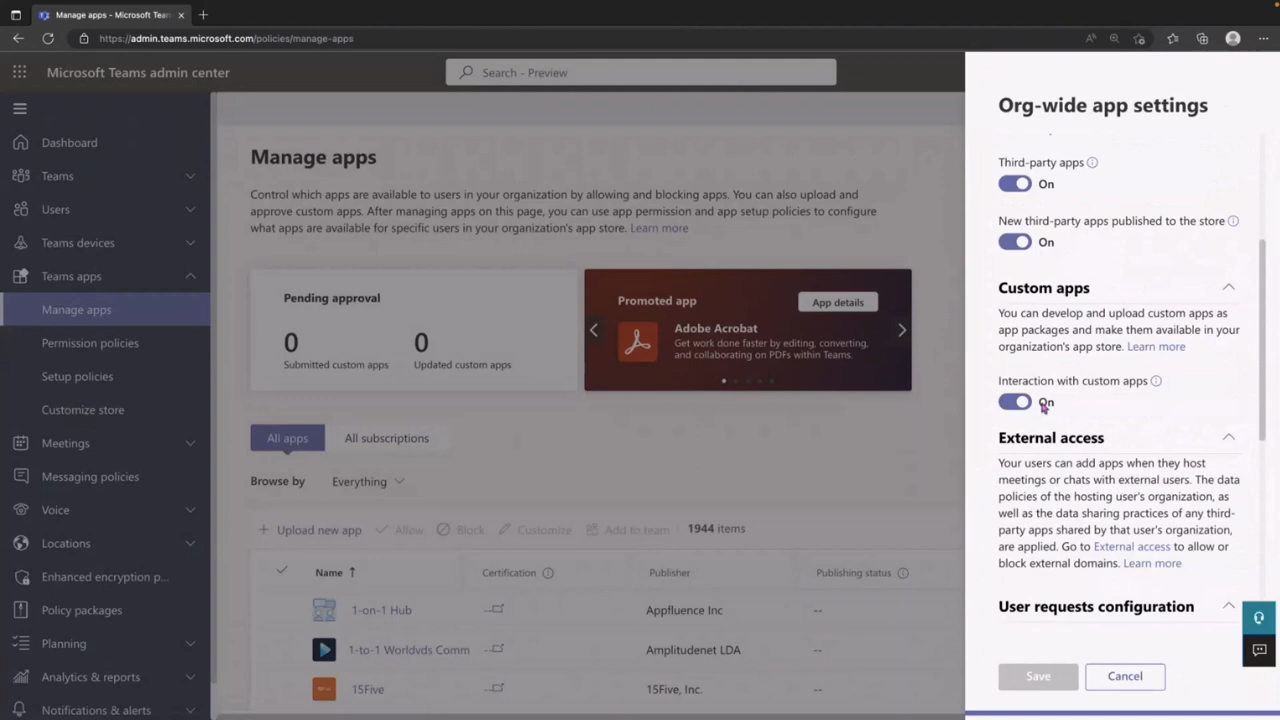 Manage apps - Microsoft Team
https://admin.teams.microsoft.com/policies/manage-apps
Microsoft Teams admin center
Search - Preview
Dashboard
Teams
Users
Teams devices
Teams apps
Manage apps
Permission policies
Setup policies
Customize store
Meetings
Messaging policies
Voice
Locations
Enhanced encryption p...
Policy packages
Planning
Analytics & reports
Notifications & alerts
Manage apps
Control which apps are available to users in your organization by allowing and blocking apps. You can also upload and
approve custom apps. After managing apps on this page, you can use app permission and app setup policies to configure
what apps are available for specific users in your organization's app store. Learn more
Pending approval
0
Submitted custom apps
0
Updated custom apps
Promoted app
App details
Adobe Acrobat
Get work done faster by editing, converting,
and collaborating on PDFs within Teams.
All apps
All subscriptions
Browse by
Everything
Upload new app
Allow
Block
Customize
Add to team
1944 items
Name
Certification
Publisher
Publishing status
1-on-1 Hub
--
Appfluence Inc
--
1-to-1 Worldvds Comm
--
Amplitudenet LDA
--
15Five
--
15Five, Inc.
--
Org-wide app settings
Third-party apps
On
New third-party apps published to the store
On
Custom apps
You can develop and upload custom apps as
app packages and make them available in your
organization's app store. Learn more
Interaction with custom apps
On
External access
Your users can add apps when they host
meetings or chats with external users. The data
policies of the hosting user's organization, as
well as the data sharing practices of any third-
party apps shared by that user's organization,
are applied. Go to External access to allow or
block external domains. Learn more
User requests configuration
Save
Cancel